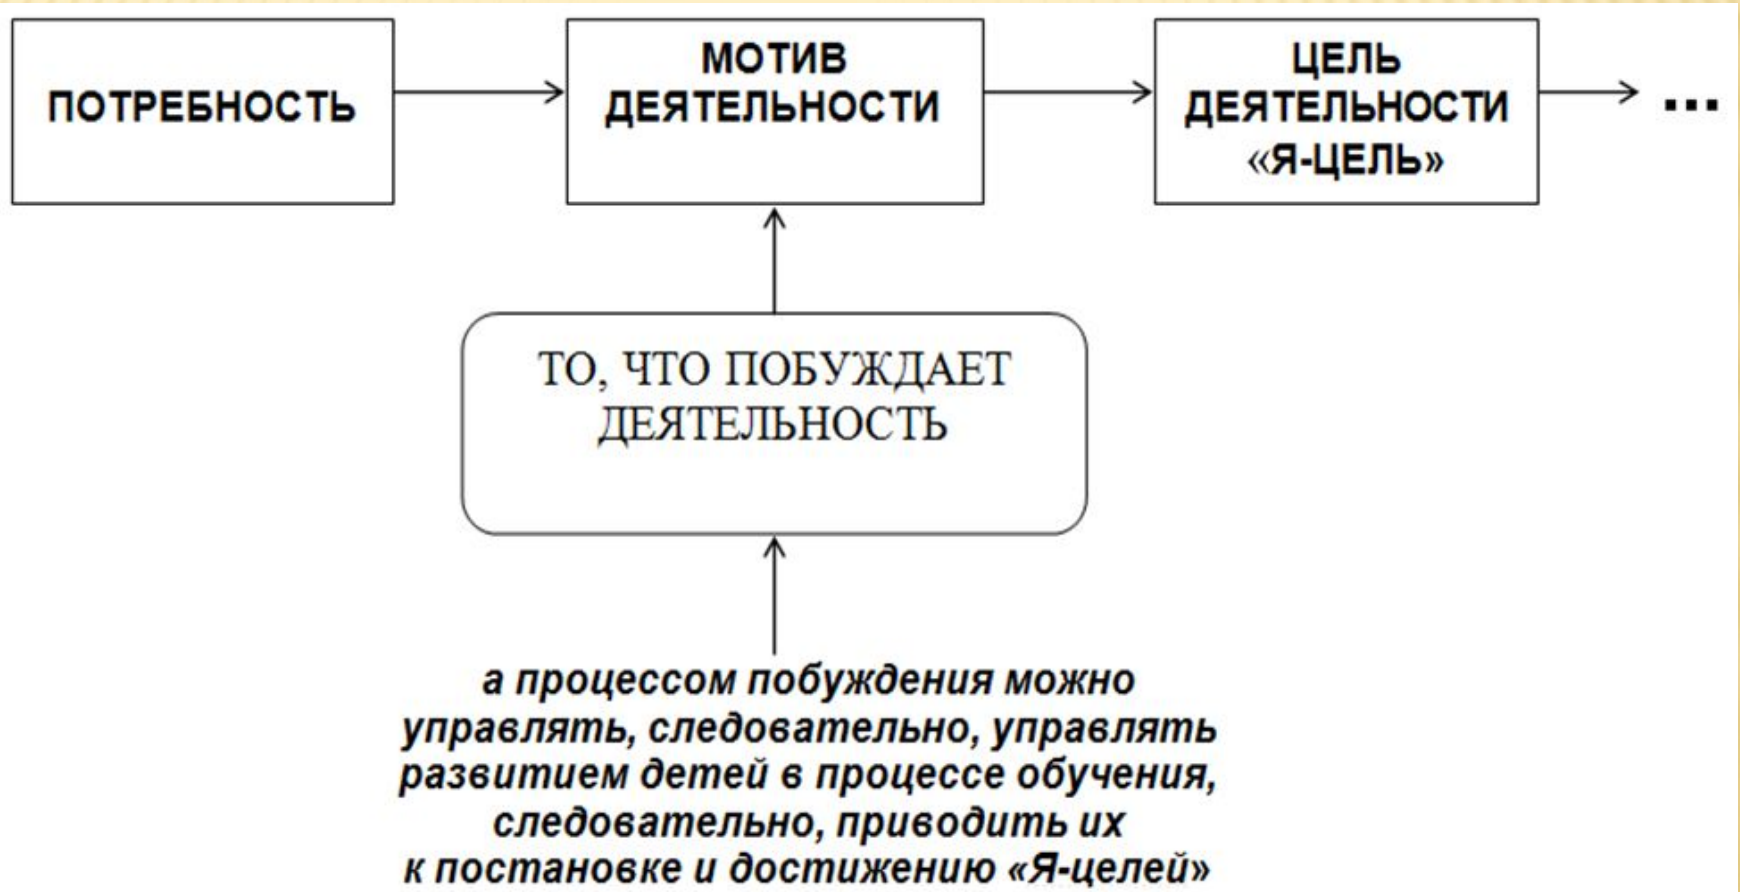 ПОТРЕБНОСТЬ
МОТИВ
ДЕЯТЕЛЬНОСТИ
ЦЕЛЬ
ДЕЯТЕЛЬНОСТИ
«Я-ЦЕЛЬ»
...
ТО, ЧТО ПОБУЖДАЕТ
ДЕЯТЕЛЬНОСТЬ
а процессом побуждения можно
управлять, следовательно, управлять
развитием детей в процессе обучения,
следовательно, приводить их
к постановке и достижению «Я-целей»